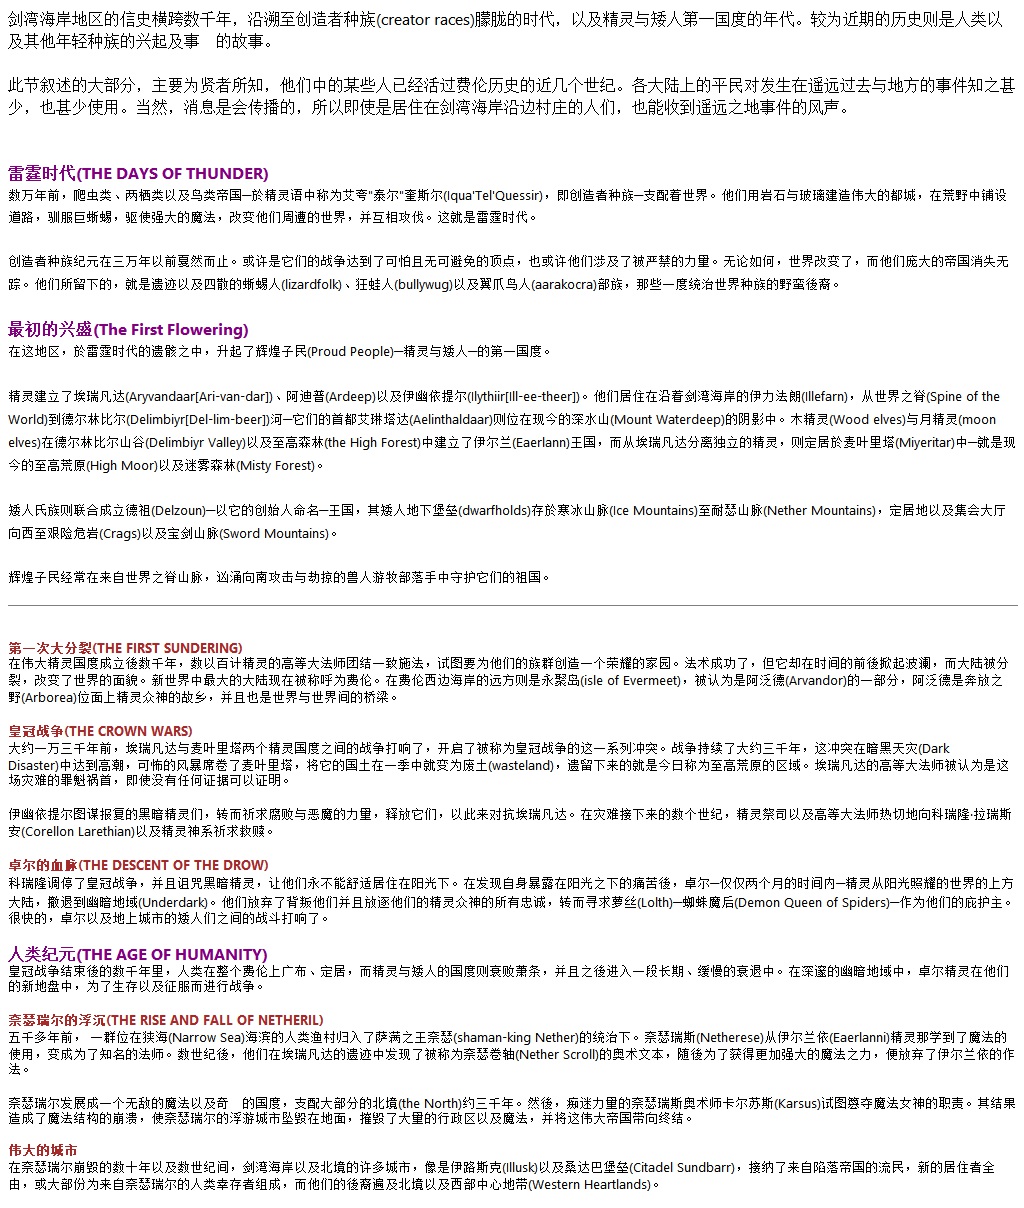 剑湾海岸地区的信史横跨数千年，沿溯至创造者种族(creator races)朦胧的时代，以及精灵与矮人第一国度的年代。较为近期的历史则是人类以
及其他年轻种族的兴起及事　的故事。
此节叙述的大部分，主要为贤者所知，他们中的某些人已经活过费伦历史的近几个世纪。各大陆上的平民对发生在遥远过去与地方的事件知之甚
少，也甚少使用。当然，消息是会传播的，所以即使是居住在剑湾海岸沿边村庄的人们，也能收到遥远之地事件的风声。
雷霆时代(THE DAYS OF THUNDER)
数万年前，爬虫类、两栖类以及鸟类帝国─於精灵语中称为艾夸"泰尔"奎斯尔(Iqua'Tel'Quessir)，即创造者种族─支配着世界。他们用岩石与玻璃建造伟大的都城，在荒野中铺设
道路，驯服巨蜥蜴，驱使强大的魔法，改变他们周遭的世界，并互相攻伐。这就是雷霆时代。
创造者种族纪元在三万年以前戛然而止。或许是它们的战争达到了可怕且无可避免的顶点，也或许他们涉及了被严禁的力量。无论如何，世界改变了，而他们庞大的帝国消失无
踪。他们所留下的，就是遗迹以及四散的蜥蜴人(lizardfolk)、狂蛙人(bullywug)以及翼爪鸟人(aarakocra)部族，那些一度统治世界种族的野蛮後裔。
最初的兴盛(The First Flowering)
在这地区，於雷霆时代的遗骸之中，升起了辉煌子民(Proud People)─精灵与矮人─的第一国度。
精灵建立了埃瑞凡达(Aryvandaar[Ari-van-dar])、阿迪普(Ardeep)以及伊幽依提尔(Ilythiir[Ill-ee-theer])。他们居住在沿着剑湾海岸的伊力法朗(Illefarn)，从世界之脊(Spine of the
World)到德尔林比尔(Delimbiyr[Del-lim-beer])河─它们的首都艾琳塔达(Aelinthaldaar)则位在现今的深水山(Mount Waterdeep)的阴影中。木精灵(Wood elves)与月精灵(moon
elves)在德尔林比尔山谷(Delimbiyr Valley)以及至高森林(the High Forest)中建立了伊尔兰(Eaerlann)王国，而从埃瑞凡达分离独立的精灵，则定居於麦叶里塔(Miyeritar)中─就是现
今的至高荒原(High Moor)以及迷雾森林(Misty Forest)。
矮人氏族则联合成立德祖(Delzoun)─以它的创始人命名─王国，其矮人地下堡垒(dwarfholds)存於寒冰山脉(Ice Mountains)至耐瑟山脉(Nether Mountains)，定居地以及集会大厅
向西至艰险危岩(Crags)以及宝剑山脉(Sword Mountains)。
辉煌子民经常在来自世界之脊山脉，汹涌向南攻击与劫掠的兽人游牧部落手中守护它们的祖国。
第一次大分裂(THE FIRST SUNDERING)
在伟大精灵国度成立後数千年，数以百计精灵的高等大法师团结一致施法，试图要为他们的族群创造一个荣耀的家园。法术成功了，但它却在时间的前後掀起波澜，而大陆被分
裂，改变了世界的面貌。新世界中最大的大陆现在被称呼为费伦。在费伦西边海岸的远方则是永聚岛(isle of Evermeet)，被认为是阿泛德(Arvandor)的一部分，阿泛德是奔放之
野(Arborea)位面上精灵众神的故乡，并且也是世界与世界间的桥梁。
皇冠战争(THE CROWN WARS)
大约一万三千年前，埃瑞凡达与麦叶里塔两个精灵国度之间的战争打响了，开启了被称为皇冠战争的这一系列冲突。战争持续了大约三千年，这冲突在暗黑天灾(Dark
Disaster)中达到高潮，可怖的风暴席卷了麦叶里塔，将它的国土在一季中就变为废土(wasteland)，遗留下来的就是今日称为至高荒原的区域。埃瑞凡达的高等大法师被认为是这
场灾难的罪魁祸首，即使没有任何证据可以证明。
伊幽依提尔图谋报复的黑暗精灵们，转而祈求腐败与恶魔的力量，释放它们，以此来对抗埃瑞凡达。在灾难接下来的数个世纪，精灵祭司以及高等大法师热切地向科瑞隆·拉瑞斯
安(Corellon Larethian)以及精灵神系祈求救赎。
卓尔的血脉(THE DESCENT OF THE DROW)
科瑞隆调停了皇冠战争，并且诅咒黑暗精灵，让他们永不能舒适居住在阳光下。在发现自身暴露在阳光之下的痛苦後，卓尔─仅仅两个月的时间内─精灵从阳光照耀的世界的上方
大陆，撤退到幽暗地域(Underdark)。他们放弃了背叛他们并且放逐他们的精灵众神的所有忠诚，转而寻求萝丝(Lolth)─蜘蛛魔后(Demon Queen of Spiders)─作为他们的庇护主。
很快的，卓尔以及地上城市的矮人们之间的战斗打响了。
人类纪元(THE AGE OF HUMANITY)
皇冠战争结束後的数千年里，人类在整个费伦上广布、定居，而精灵与矮人的国度则衰败萧条，并且之後进入一段长期、缓慢的衰退中。在深邃的幽暗地域中，卓尔精灵在他们
的新地盘中，为了生存以及征服而进行战争。
奈瑟瑞尔的浮沉(THE RISE AND FALL OF NETHERIL)
五千多年前， 一群位在狭海(Narrow Sea)海滨的人类渔村归入了萨满之王奈瑟(shaman-king Nether)的统治下。奈瑟瑞斯(Netherese)从伊尔兰依(Eaerlanni)精灵那学到了魔法的
使用，变成为了知名的法师。数世纪後，他们在埃瑞凡达的遗迹中发现了被称为奈瑟卷轴(Nether Scroll)的奥术文本，随後为了获得更加强大的魔法之力，便放弃了伊尔兰依的作
法。
奈瑟瑞尔发展成一个无敌的魔法以及奇　的国度，支配大部分的北境(the North)约三千年。然後，痴迷力量的奈瑟瑞斯奥术师卡尔苏斯(Karsus)试图篡夺魔法女神的职责。其结果
造成了魔法结构的崩溃，使奈瑟瑞尔的浮游城市坠毁在地面，摧毁了大量的行政区以及魔法，并将这伟大帝国带向终结。
伟大的城市
在奈瑟瑞尔崩毁的数十年以及数世纪间，剑湾海岸以及北境的许多城市，像是伊路斯克(Illusk)以及桑达巴堡垒(Citadel Sundbarr)，接纳了来自陷落帝国的流民，新的居住者全
由，或大部份为来自奈瑟瑞尔的人类幸存者组成，而他们的後裔遍及北境以及西部中心地带(Western Heartlands)。